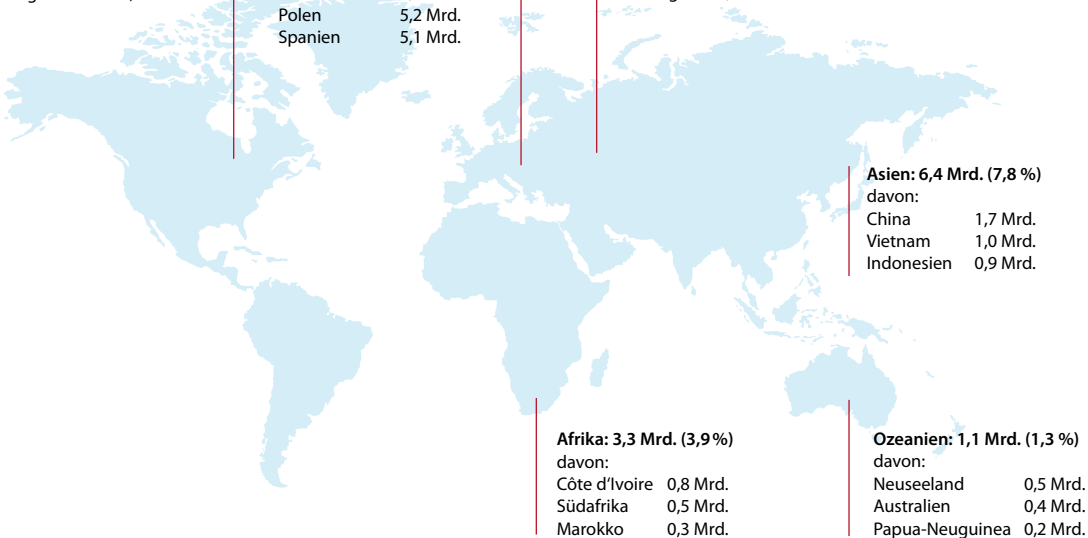 Polen 5,2 Mrd.
Spanien 5,1 Mrd.
Asien: 6,4 Mrd. (7,8 %)
davon:
China 1,7 Mrd.
Vietnam 1,0 Mrd.
Indonesien 0,9 Mrd.
Afrika: 3,3 Mrd. (3,9 %)
davon:
Côte d'Ivoire 0,8 Mrd.
Südafrika 0,5 Mrd.
Marokko 0,3 Mrd.
Ozeanien: 1,1 Mrd. (1,3 %)
davon:
Neuseeland 0,5 Mrd.
Australien 0,4 Mrd.
Papua-Neuguinea 0,2 Mrd.